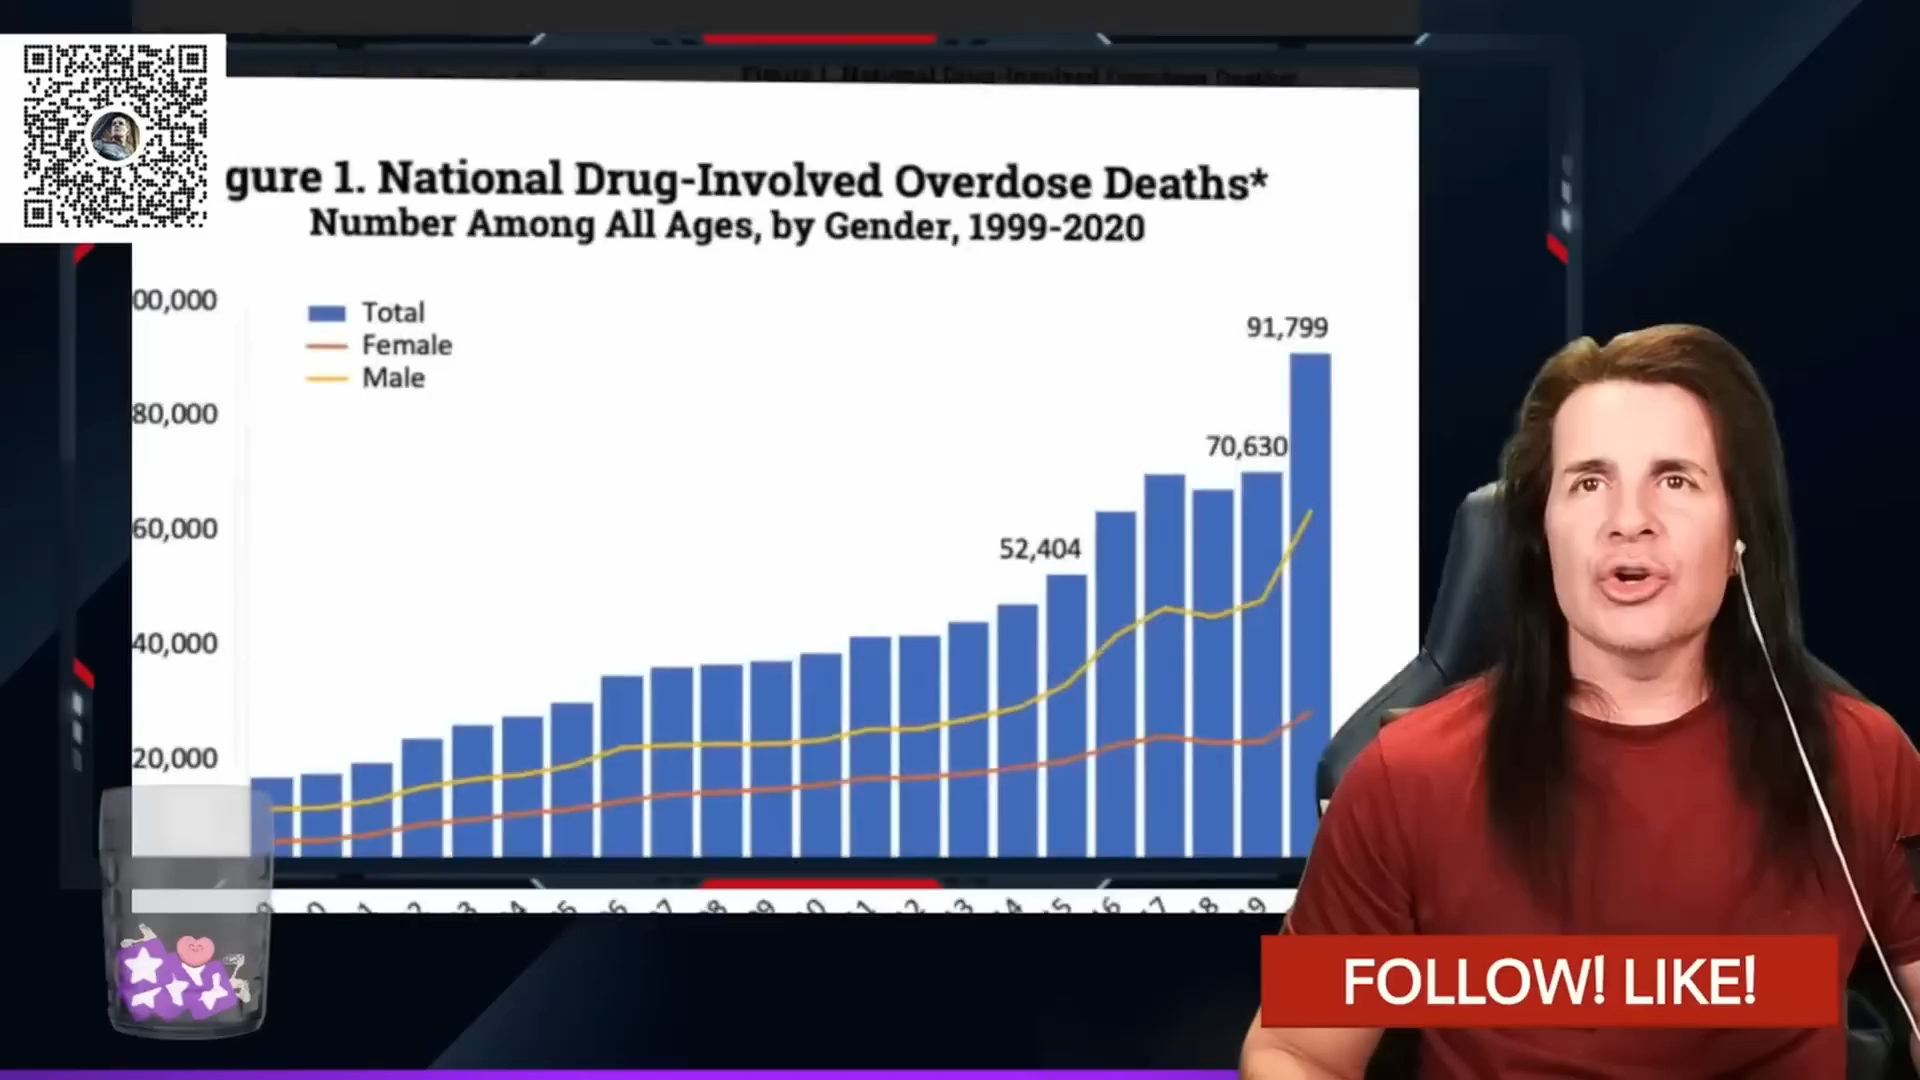 gure 1. National Drug-Involved Overdose Deaths*
Number Among All Ages, by Gender, 1999-2020
00,000
80,000
60,000
40,000
20,000
Total
Female
Male
52,404
70,630
91,799
FOLLOW! LIKE!